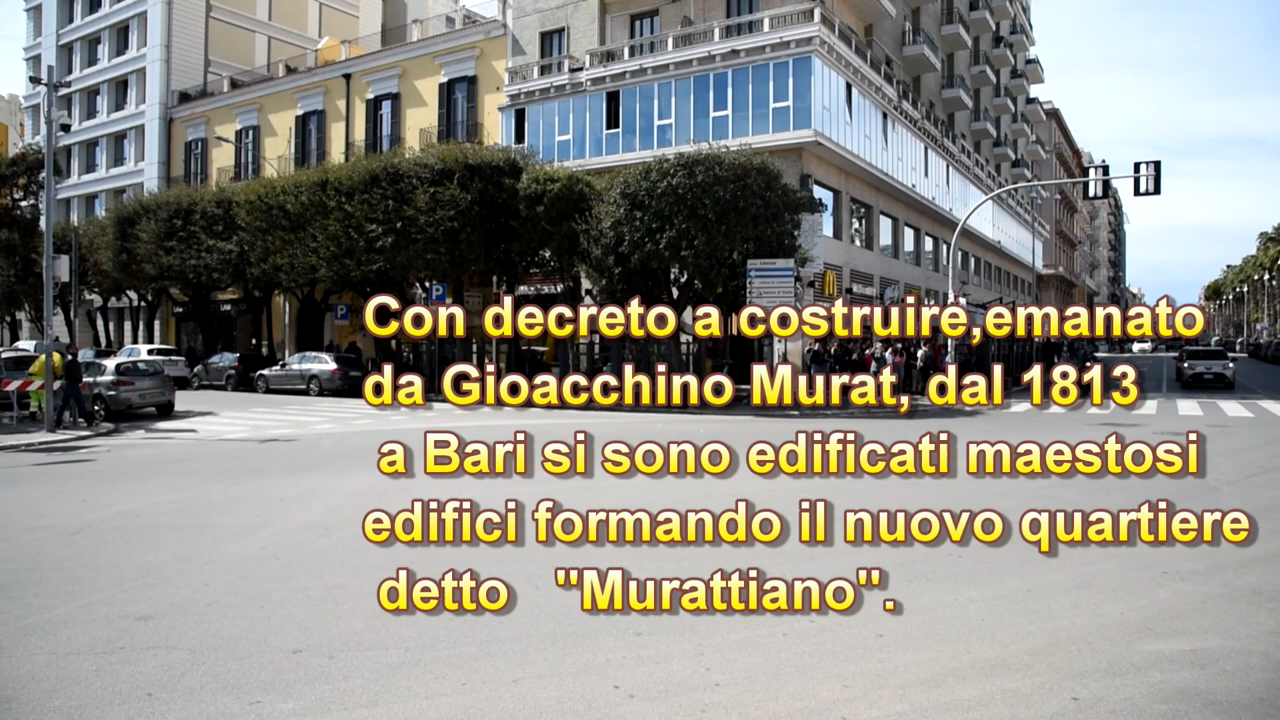 P
P
Con decreto a costruire,emanato
da Gioacchino Murat, dal 1813
a Bari si sono edificati maestosi
edifici formando il nuovo quartiere
detto "Murattiano".